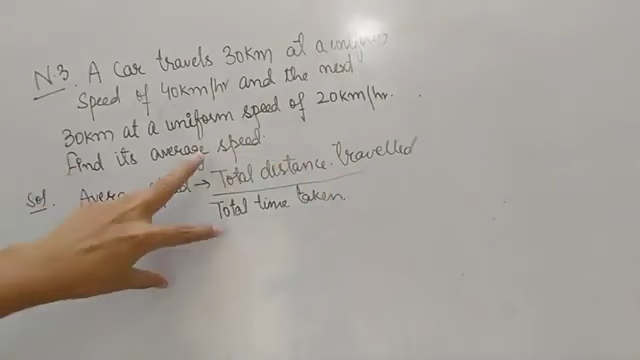 N.3. A car travels 30km at a uniform
speed of 40km/hr and the next
30km at a uniform speed of 20km/hr.
Find its average speed.
Sol. → Total distance travelled
Total time taken.